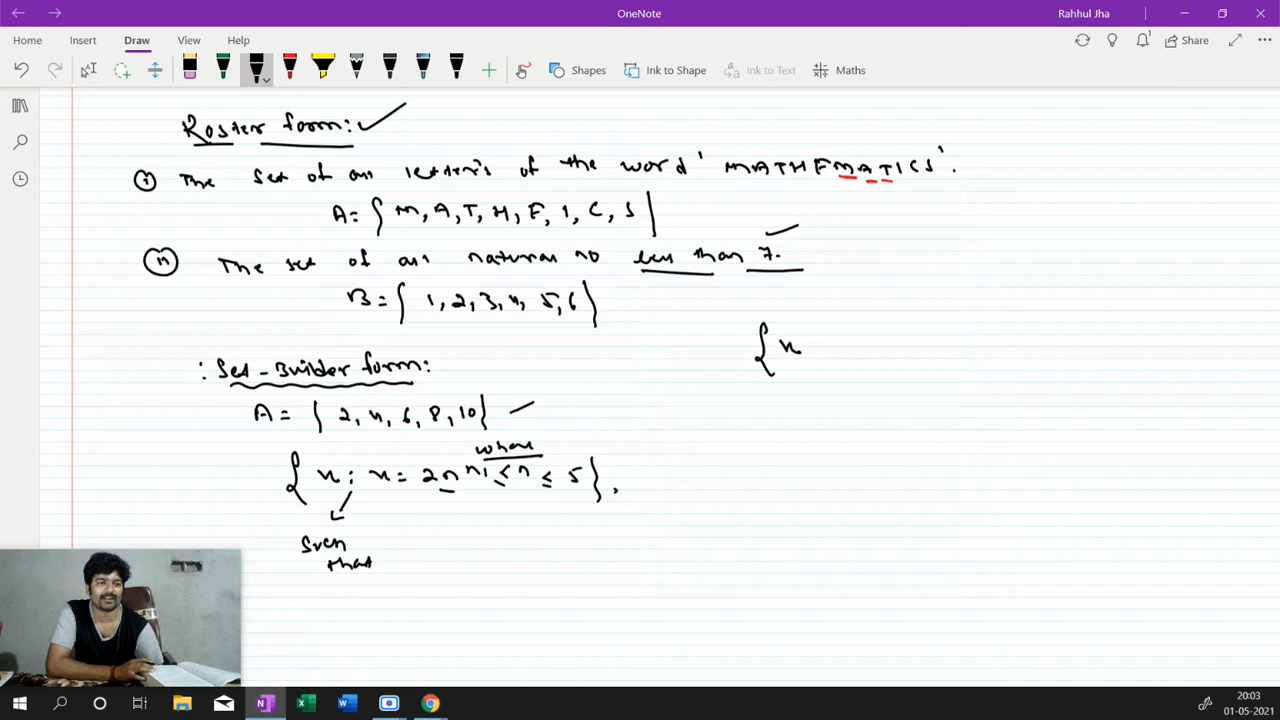 OneNote
Rahhul Jha
Home Insert Draw View Help
Share
Shapes Ink to Shape Ink to Text Maths
Roster form:
(i) The set of all letters of the word 'MATHEMATICS'.
A = { M, A, T, H, E, I, C, S }
(ii) The set of all natural no less than 7.
B = { 1, 2, 3, 4, 5, 6 }
{ x
: Set-Builder form:
A = { 2, 4, 6, 8, 10 }
where
{ x : x = 2n 1 ≤ n ≤ 5 },
Such
that
20:03
01-05-2021